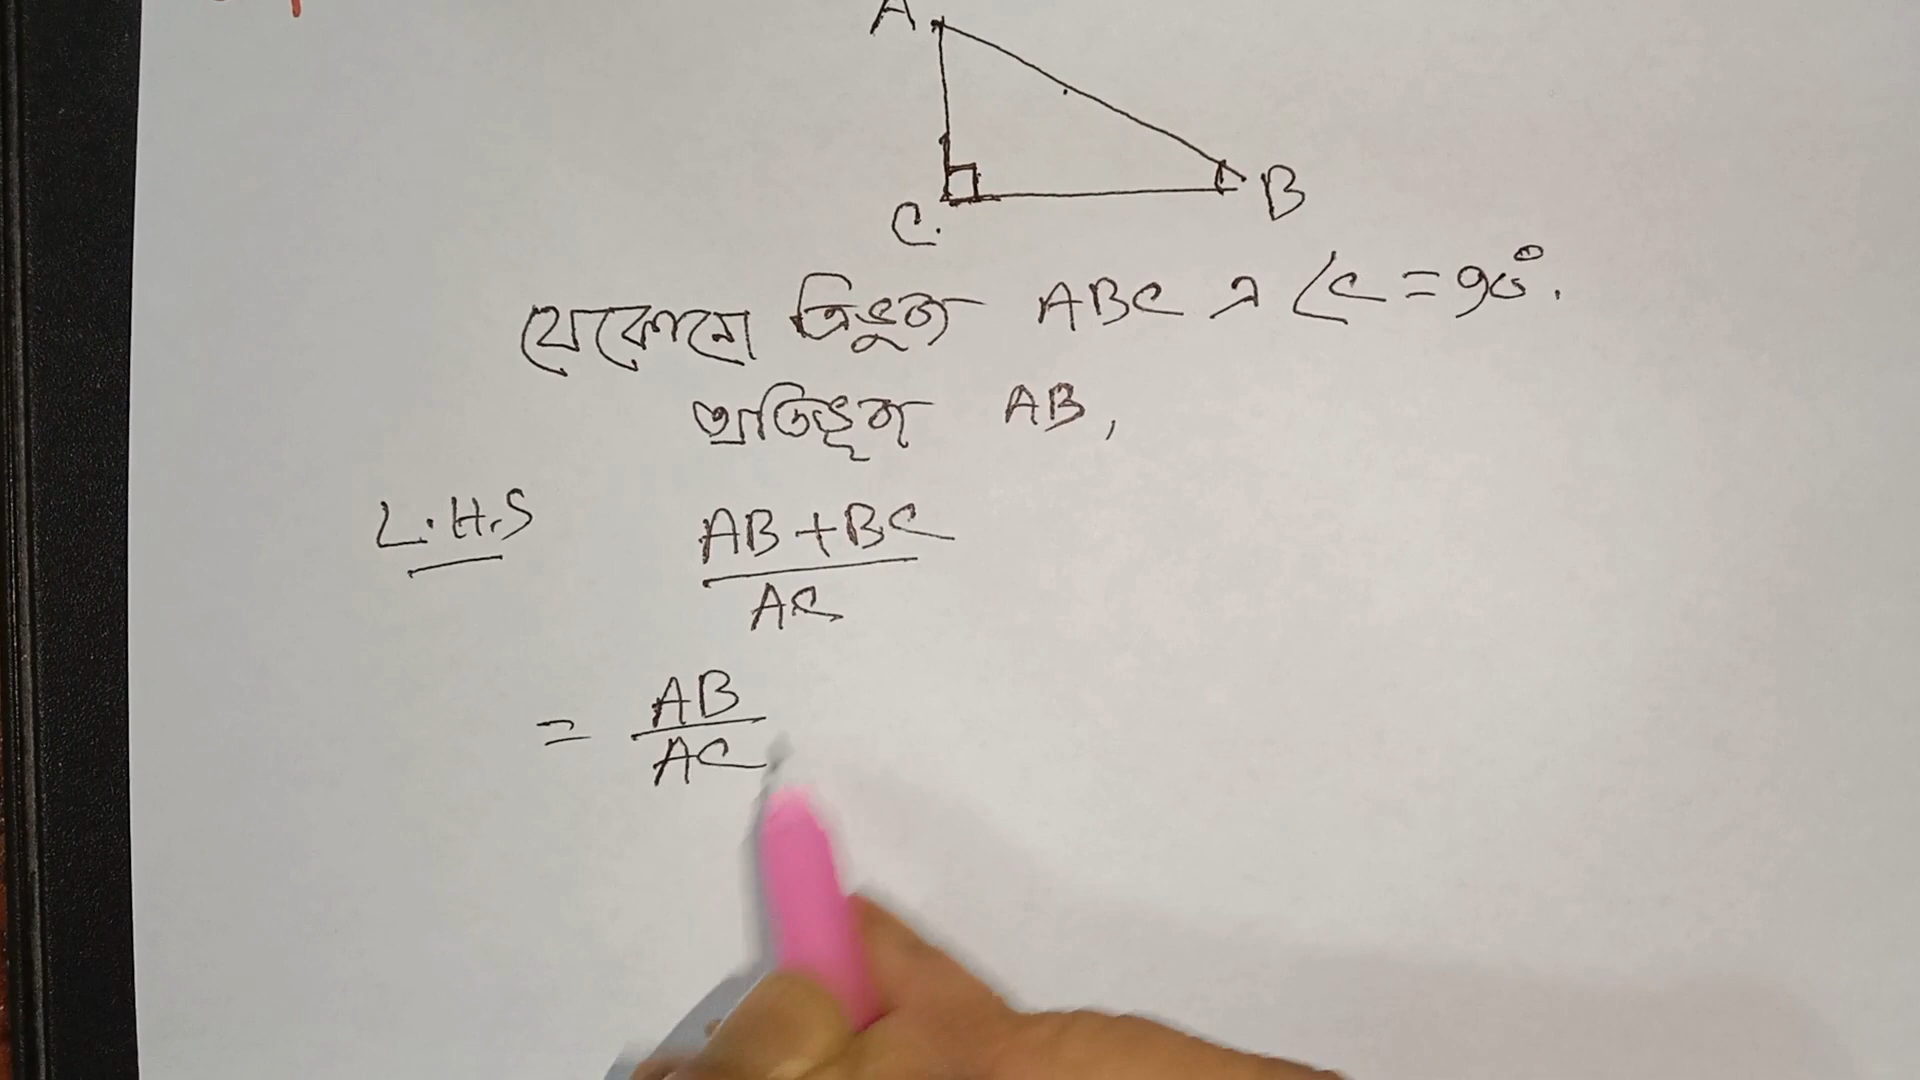 A
B
C.
যেকোনো ত্রিভুজ ABC এ ∠C = 90°.
অতিভূজ AB,
L.H.S AB + BC
AC
= AB
AC